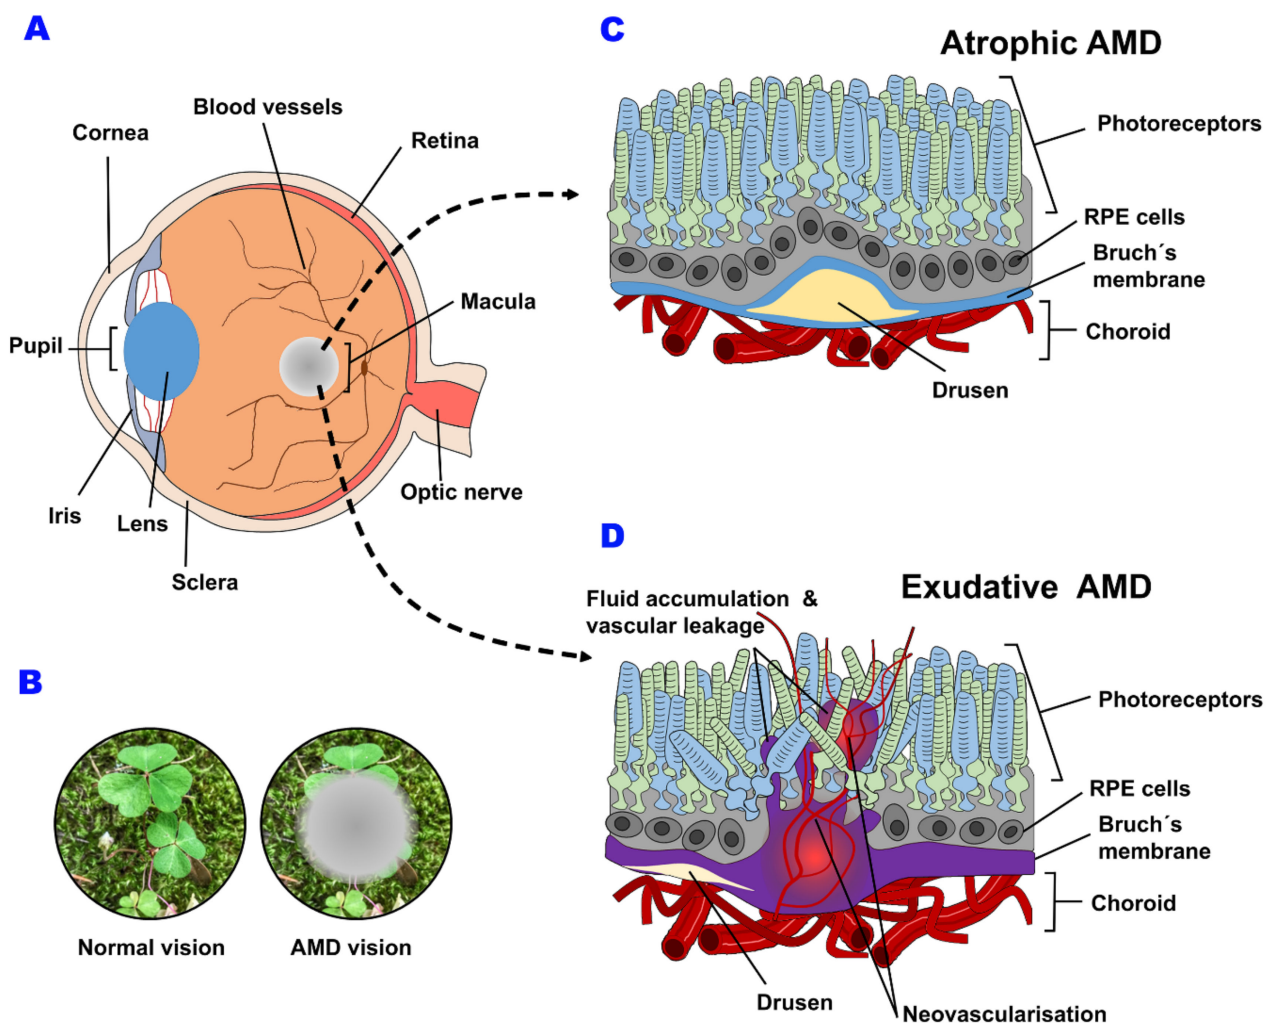 A
Blood vessels
Cornea
Retina
Macula
Pupil
Iris
Lens
Optic nerve
Sclera
B
Normal vision
AMD vision
C
Atrophic AMD
Photoreceptors
RPE cells
Bruch´s
membrane
Choroid
Drusen
D
Exudative AMD
Fluid accumulation &
vascular leakage
Photoreceptors
RPE cells
Bruch´s
membrane
Choroid
Drusen
Neovascularisation